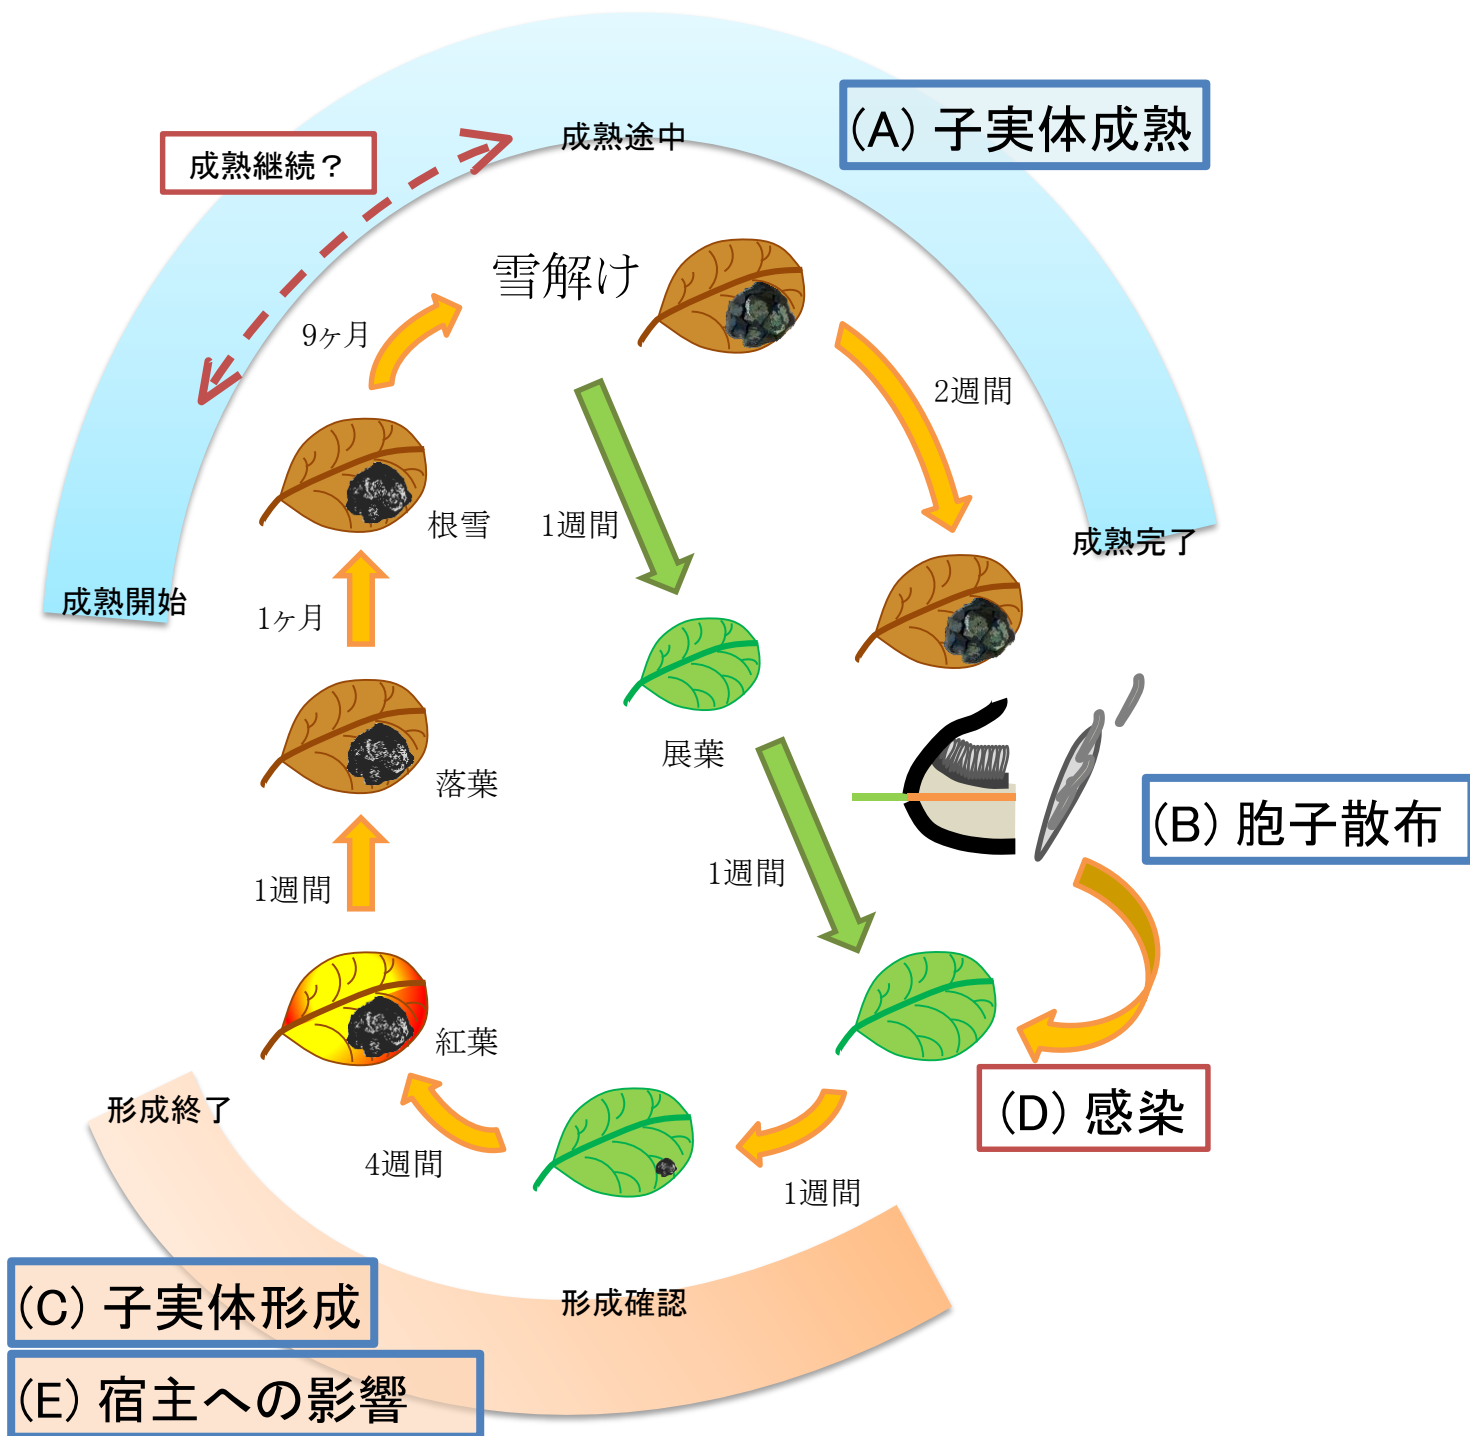 (A) 子実体成熟
成熟途中
成熟継続？
雪解け
9ヶ月
2週間
根雪
1週間
成熟完了
成熟開始
1ヶ月
展葉
落葉
(B) 胞子散布
1週間
1週間
紅葉
(D) 感染
形成終了
4週間
1週間
(C) 子実体形成
形成確認
(E) 宿主への影響